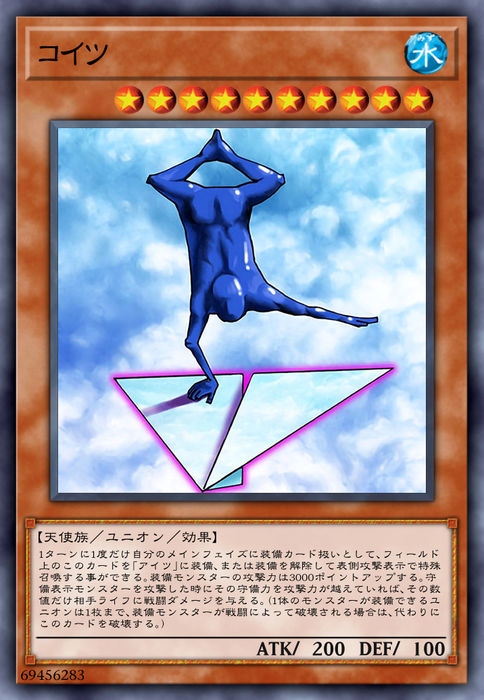 コイツ
みず
水
【天使族／ユニオン／効果】
1ターンに1度だけ自分のメインフェイズに装備カード扱いとして、フィールド
上のこのカードを「アイツ」に装備、または装備を解除して表側攻撃表示で特殊
召喚する事ができる。装備モンスターの攻撃力は3000ポイントアップする。守
備表示モンスターを攻撃した時にその守備力を攻撃力が越えていれば、その数
値だけ相手ライフに戦闘ダメージを与える。(1体のモンスターが装備できるユ
ニオンは1枚まで、装備モンスターが戦闘によって破壊される場合は、代わりに
このカードを破壊する。)
ATK/ 200 DEF/ 100
69456283